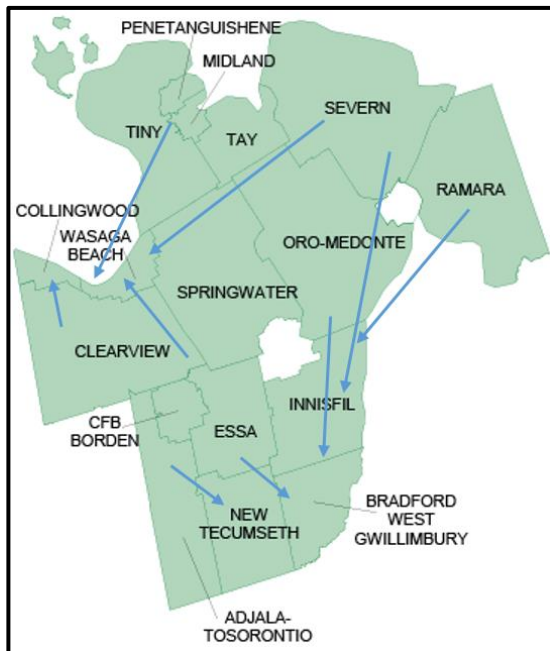 PENETANGUISHENE
MIDLAND
SEVERN
TINY
TAY
RAMARA
COLLINGWOOD
WASAGA
BEACH
ORO-MEDONTE
SPRINGWATER
CLEARVIEW
INNISFIL
CFB
BORDEN
ESSA
BRADFORD
WEST
GWILLIMBURY
NEW
TECUMSETH
ADJALA-
TOSORONTIO